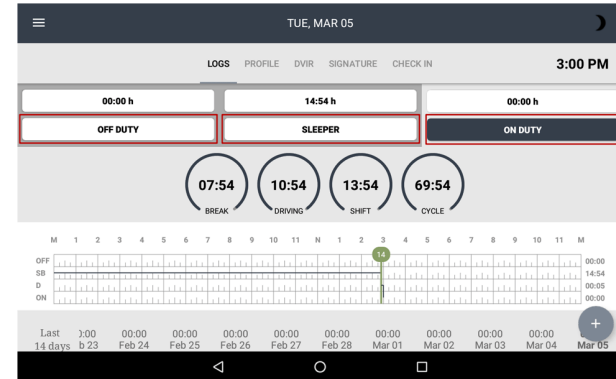 TUE, MAR 05
LOGS PROFILE DVIR SIGNATURE CHECK IN 3:00 PM
00:00 h 14:54 h 00:00 h
OFF DUTY SLEEPER ON DUTY
07:54 10:54 13:54 69:54
BREAK DRIVING SHIFT CYCLE
M 1 2 3 4 5 6 7 8 9 10 11 N 1 2 3 4 5 6 7 8 9 10 11 M
14
OFF 00:00
SB 14:54
D 00:05
ON 00:00
+
Last ):00 00:00 00:00 00:00 00:00 00:00 00:00 00:00 00:00 00:00
14 days b 23 Feb 24 Feb 25 Feb 26 Feb 27 Feb 28 Mar 01 Mar 02 Mar 03 Mar 04 Mar 05